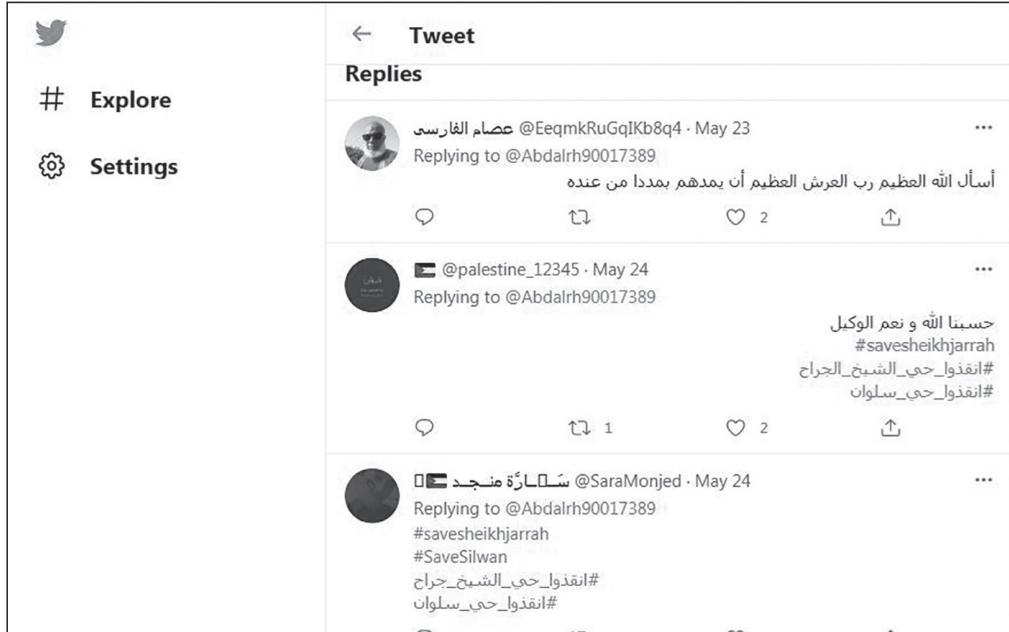 Tweet
Explore
Settings
Replies
عصام الفارسى @EeqmkRuGqIKb8q4 · May 23
Replying to @Abdalrh90017389
أسأل الله العظيم رب العرش العظيم أن يمدهم بمددا من عنده
2
@palestine_12345 · May 24
Replying to @Abdalrh90017389
حسبنا الله و نعم الوكيل
#savesheikhjarrah
#انقذوا_حي_الشيخ_الجراح
#انقذوا_حي_سلوان
1 2
سَـارَّة منـجـد @SaraMonjed · May 24
Replying to @Abdalrh90017389
#savesheikhjarrah
#SaveSilwan
#انقذوا_حي_الشيخ_جراح
#انقذوا_حي_سلوان